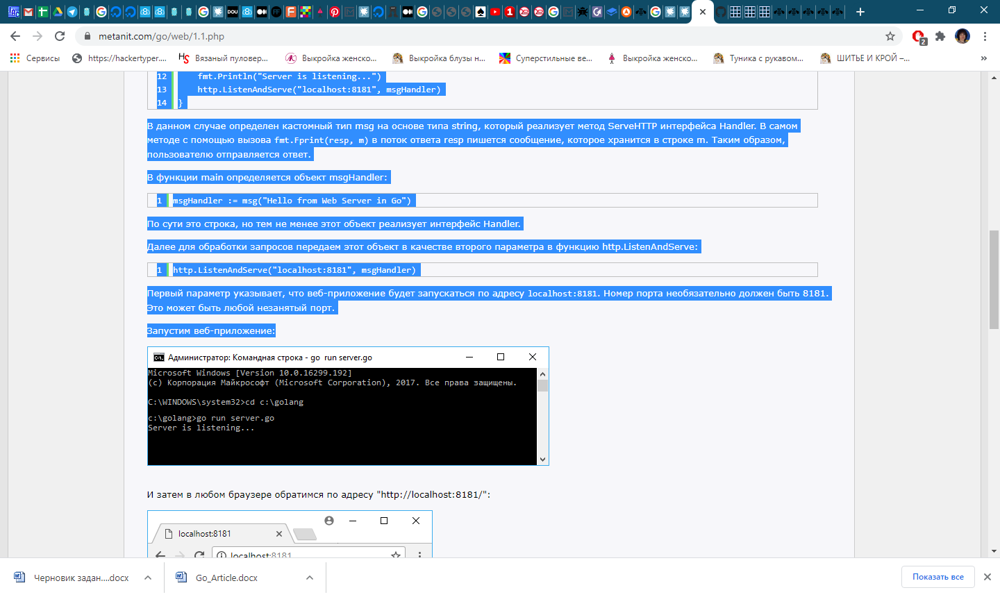 metanit.com/go/web/1.1.php
2
Сервисы
https://hackertyper....
Вязаный пуловер...
Выкройка женско...
Выкройка блузы н...
Суперстильные ве...
Выкройка женско...
Туника с рукавом...
ШИТЬЕ И КРОЙ –...
»
12 fmt.Println("Server is listening...")
13 http.ListenAndServe("localhost:8181", msgHandler)
14 }
В данном случае определен кастомный тип msg на основе типа string, который реализует метод ServeHTTP интерфейса Handler. В самом
методе с помощью вызова fmt.Fprint(resp, m) в поток ответа resp пишется сообщение, которое хранится в строке m. Таким образом,
пользователю отправляется ответ.
В функции main определяется объект msgHandler:
1 msgHandler := msg("Hello from Web Server in Go")
По сути это строка, но тем не менее этот объект реализует интерфейс Handler.
Далее для обработки запросов передаем этот объект в качестве второго параметра в функцию http.ListenAndServe:
1 http.ListenAndServe("localhost:8181", msgHandler)
Первый параметр указывает, что веб-приложение будет запускаться по адресу localhost:8181. Номер порта необязательно должен быть 8181.
Это может быть любой незанятый порт.
Запустим веб-приложение:
Администратор: Командная строка - go run server.go
Microsoft Windows [Version 10.0.16299.192]
(c) Корпорация Майкрософт (Microsoft Corporation), 2017. Все права защищены.
C:\WINDOWS\system32>cd c:\golang
c:\golang>go run server.go
Server is listening...
И затем в любом браузере обратимся по адресу "http://localhost:8181/":
localhost:8181
localhost:8181
Черновик задан....docx
Go_Article.docx
Показать все